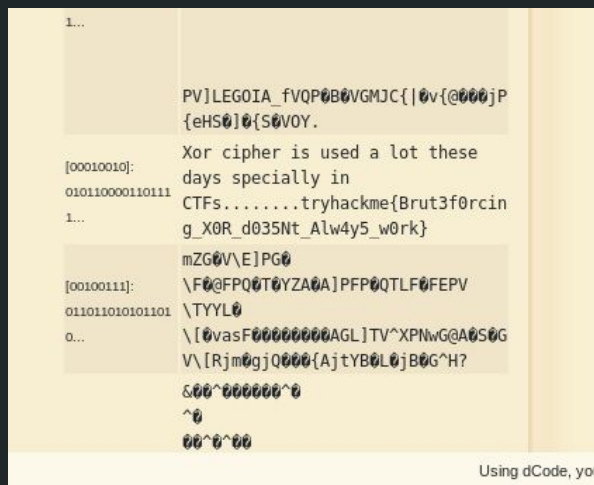 1...
PV]LEGOIA_fVQP�B�VGMJC{|�v{@���jP
{eHS�]�{S�VOY.
[00010010]:
010110000110111
1...
Xor cipher is used a lot these
days specially in
CTFs........tryhackme{Brut3f0rcin
g_X0R_d035Nt_Alw4y5_w0rk}
[00100111]:
011011010101101
0...
mZG�V\E]PG�
\F�@FPQ�T�YZA�A]PFP�QTLF�FEPV
\TYYL�
\[�vasF��������AGL]TV^XPNwG@A�S�G
V\[Rjm�gjQ���{AjtYB�L�jB�G^H?
&��^������^�
^�
��^�^��
Using dCode, you